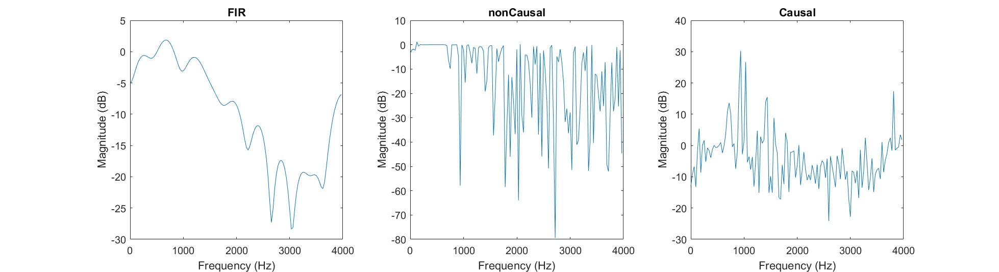 FIR
5
0
-5
-10
-15
-20
-25
-30
Magnitude (dB)
0 1000 2000 3000 4000
Frequency (Hz)
nonCausal
10
0
-10
-20
-30
-40
-50
-60
-70
-80
Magnitude (dB)
0 1000 2000 3000 4000
Frequency (Hz)
Causal
40
30
20
10
0
-10
-20
-30
Magnitude (dB)
0 1000 2000 3000 4000
Frequency (Hz)